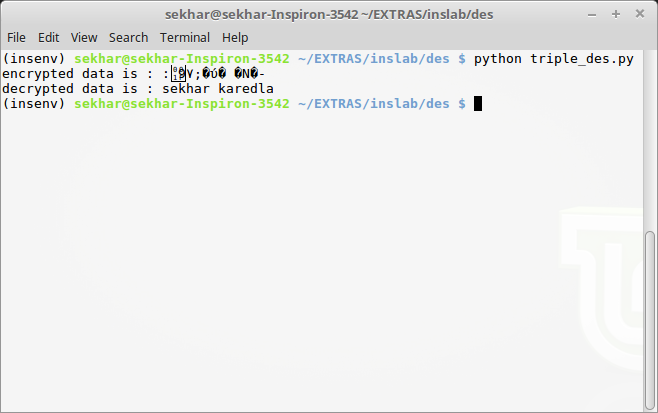 sekhar@sekhar-Inspiron-3542 ~/EXTRAS/inslab/des
File Edit View Search Terminal Help
(insenv) sekhar@sekhar-Inspiron-3542 ~/EXTRAS/inslab/des $ python triple_des.py
encrypted data is : :
decrypted data is : sekhar karedla
(insenv) sekhar@sekhar-Inspiron-3542 ~/EXTRAS/inslab/des $